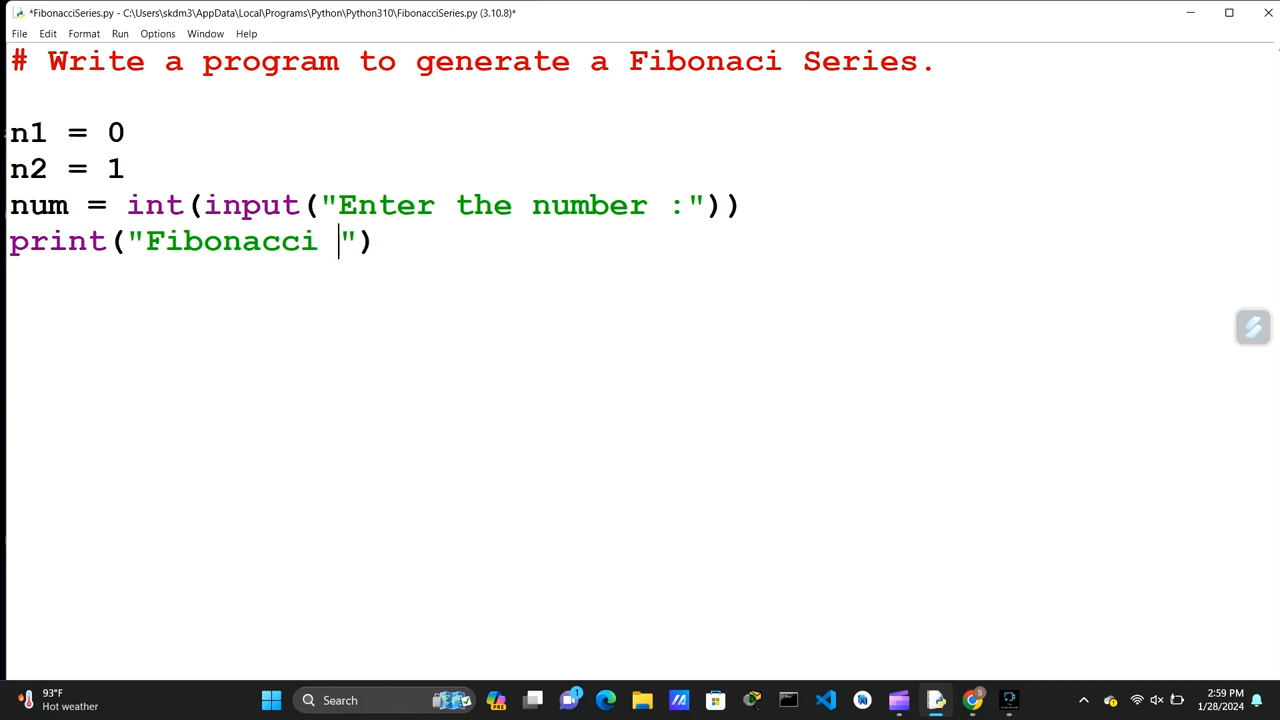 *FibonacciSeries.py - C:\Users\skdm3\AppData\Local\Programs\Python\Python310\FibonacciSeries.py (3.10.8)*
File Edit Format Run Options Window Help
# Write a program to generate a Fibonaci Series.
n1 = 0
n2 = 1
num = int(input("Enter the number :"))
print("Fibonacci ")
93°F
Hot weather
Search
PRE
1
S
2:59 PM
1/28/2024